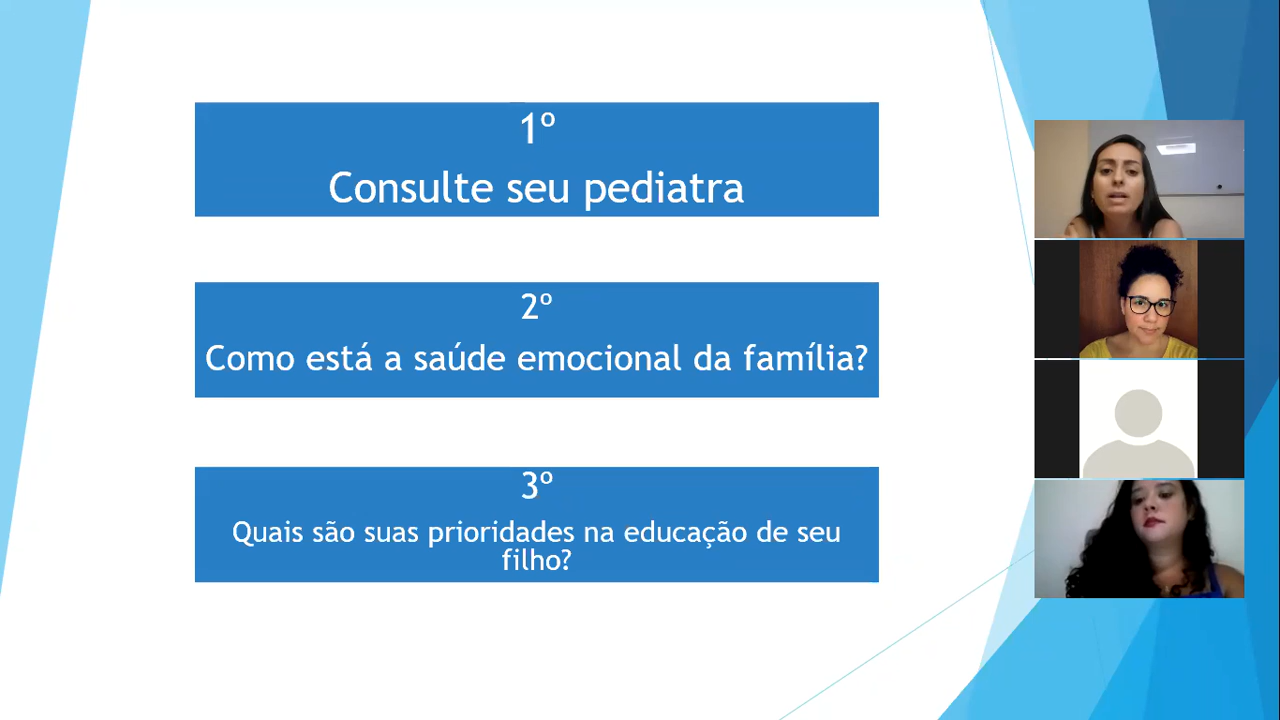 1º
Consulte seu pediatra
2º
Como está a saúde emocional da família?
3º
Quais são suas prioridades na educação de seu
filho?